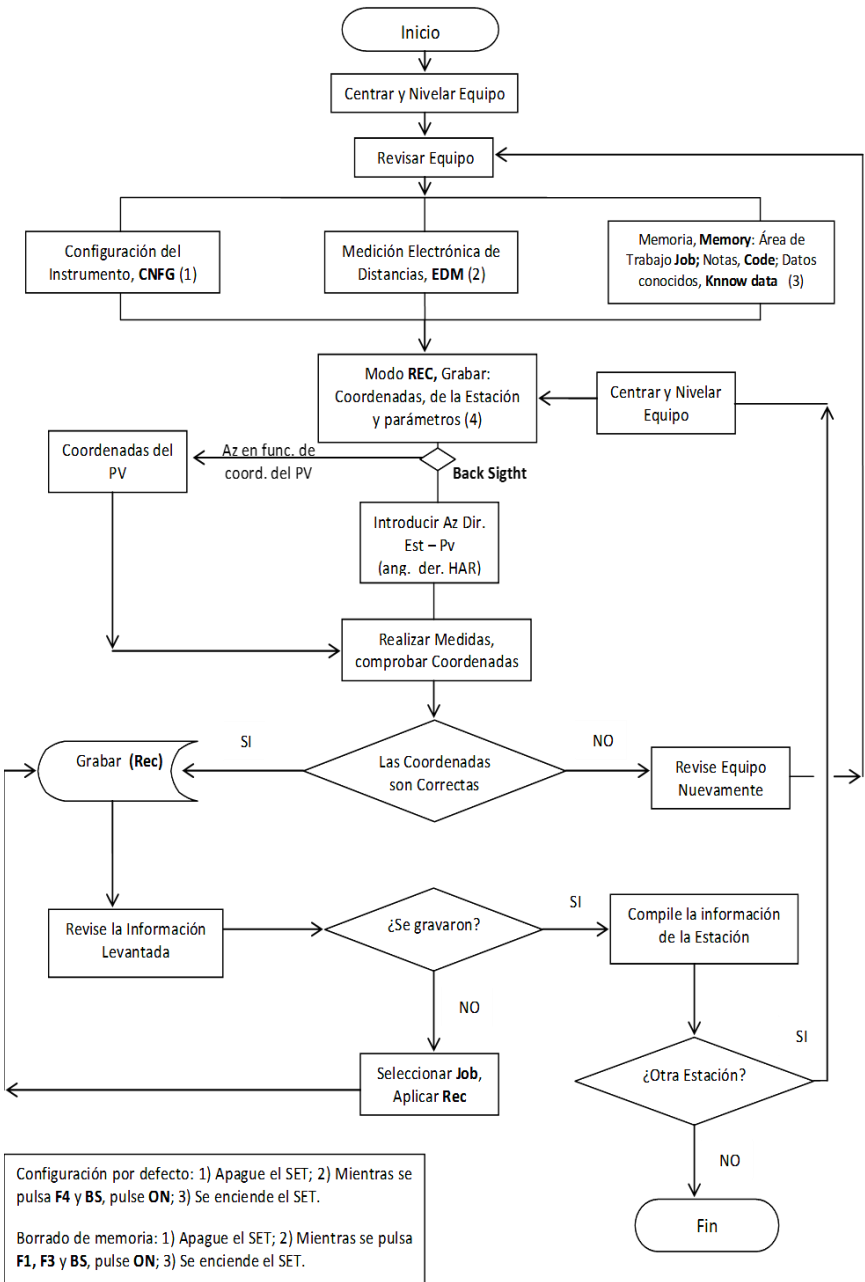 Inicio
Centrar y Nivelar Equipo
Revisar Equipo
Configuración del
Instrumento, CNFG (1)
Medición Electrónica de
Distancias, EDM (2)
Memoria, Memory: Área de
Trabajo Job; Notas, Code; Datos
conocidos, Knnow data (3)
Modo REC, Grabar:
Coordenadas, de la Estación
y parámetros (4)
Centrar y Nivelar
Equipo
Coordenadas del
PV
Az en func. de
coord. del PV
Back Sigtht
Introducir Az Dir.
Est – Pv
(ang. der. HAR)
Realizar Medidas,
comprobar Coordenadas
SI
Grabar (Rec)
Las Coordenadas
son Correctas
NO
Revise Equipo
Nuevamente
Revise la Información
Levantada
¿Se gravaron?
SI
Compile la información
de la Estación
NO
SI
Seleccionar Job,
Aplicar Rec
¿Otra Estación?
NO
Fin
Configuración por defecto: 1) Apague el SET; 2) Mientras se
pulsa F4 y BS, pulse ON; 3) Se enciende el SET.
Borrado de memoria: 1) Apague el SET; 2) Mientras se pulsa
F1, F3 y BS, pulse ON; 3) Se enciende el SET.